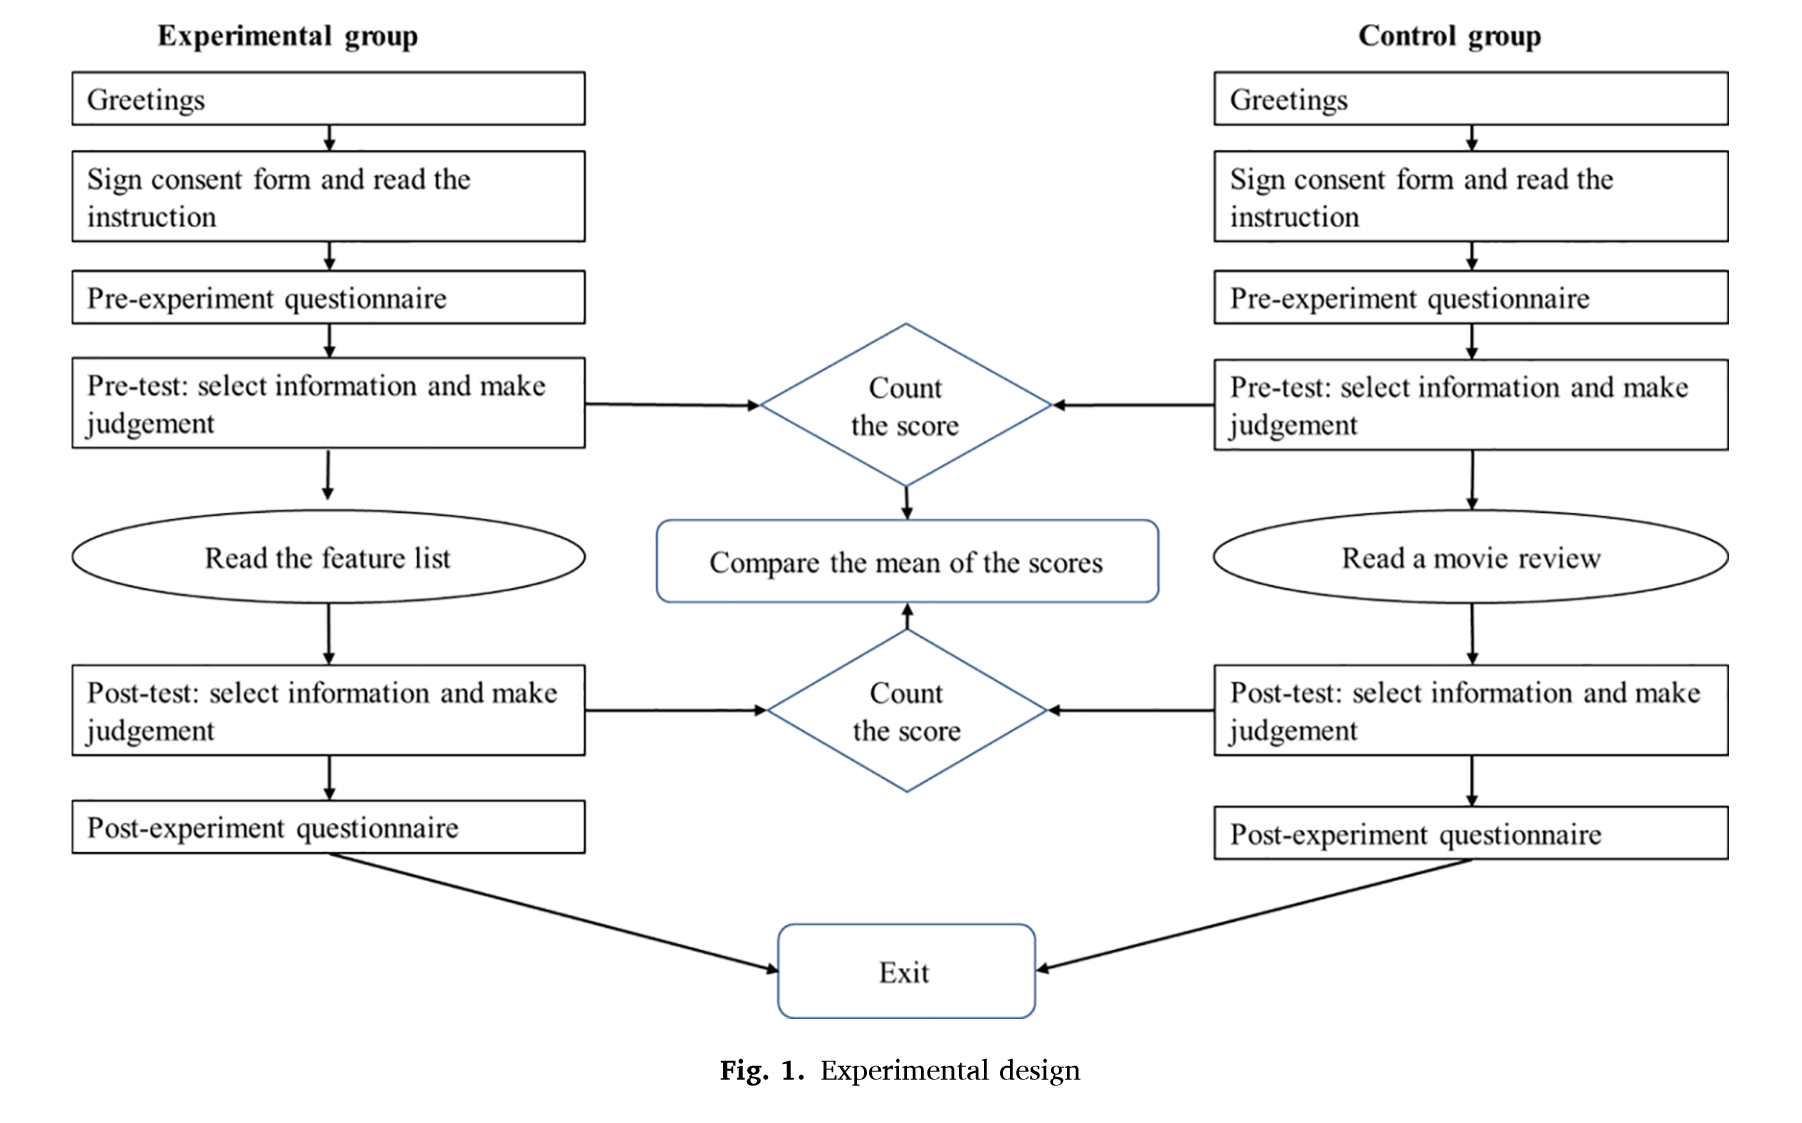 Experimental group
Greetings
Sign consent form and read the
instruction
Pre-experiment questionnaire
Pre-test: select information and make
judgement
Read the feature list
Post-test: select information and make
judgement
Post-experiment questionnaire
Count
the score
Compare the mean of the scores
Count
the score
Exit
Control group
Greetings
Sign consent form and read the
instruction
Pre-experiment questionnaire
Pre-test: select information and make
judgement
Read a movie review
Post-test: select information and make
judgement
Post-experiment questionnaire
Fig. 1. Experimental design